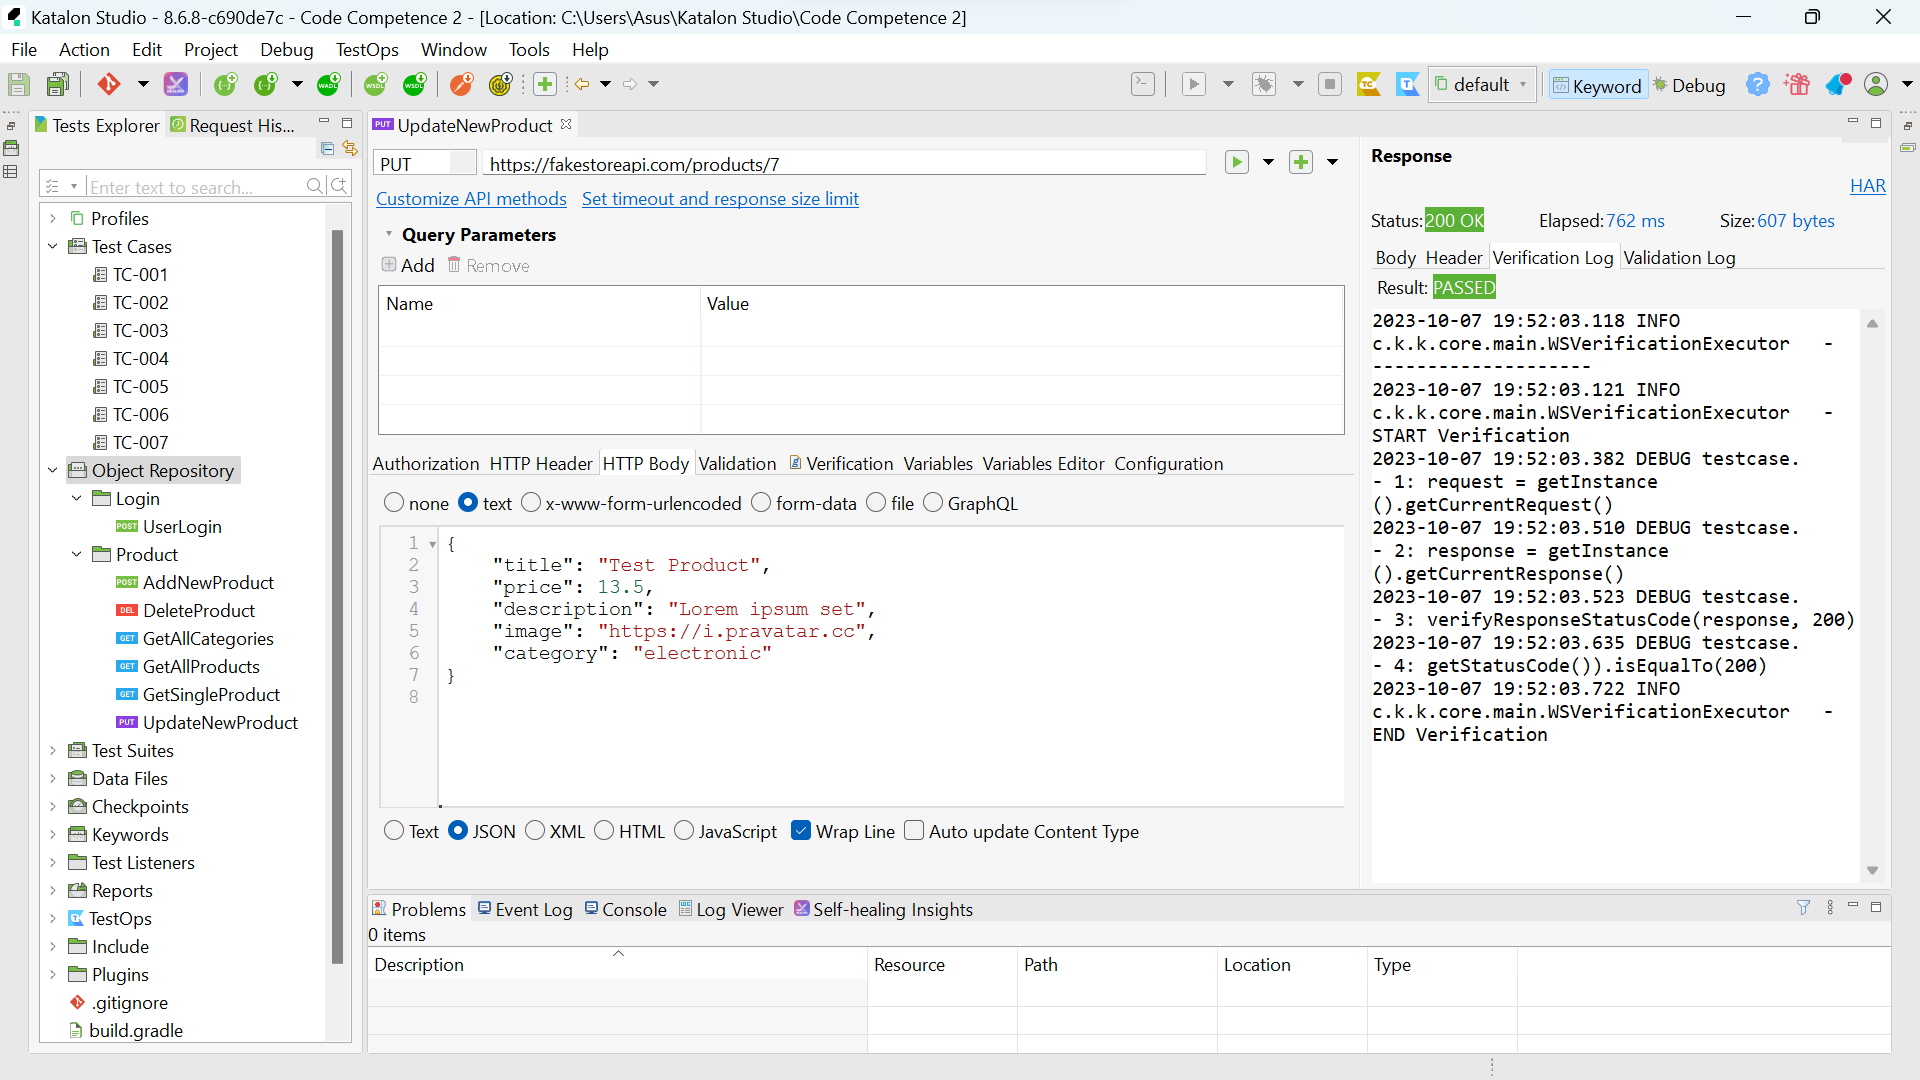 Katalon Studio - 8.6.8-c690de7c - Code Competence 2 - [Location: C:\Users\Asus\Katalon Studio\Code Competence 2]
File Action Edit Project Debug TestOps Window Tools Help
default Keyword Debug
Tests Explorer Request His...
Enter text to search...
Profiles
Test Cases
TC-001
TC-002
TC-003
TC-004
TC-005
TC-006
TC-007
Object Repository
Login
POST UserLogin
Product
POST AddNewProduct
DEL DeleteProduct
GET GetAllCategories
GET GetAllProducts
GET GetSingleProduct
PUT UpdateNewProduct
Test Suites
Data Files
Checkpoints
Keywords
Test Listeners
Reports
TestOps
Include
Plugins
.gitignore
build.gradle
PUT UpdateNewProduct
PUT https://fakestoreapi.com/products/7
Customize API methods Set timeout and response size limit
Query Parameters
Add Remove
Name Value
Authorization HTTP Header HTTP Body Validation Verification Variables Variables Editor Configuration
none text x-www-form-urlencoded form-data file GraphQL
1 {
2 "title": "Test Product",
3 "price": 13.5,
4 "description": "Lorem ipsum set",
5 "image": "https://i.pravatar.cc",
6 "category": "electronic"
7 }
8
Text JSON XML HTML JavaScript Wrap Line Auto update Content Type
Response
HAR
Status: 200 OK Elapsed: 762 ms Size: 607 bytes
Body Header Verification Log Validation Log
Result: PASSED
2023-10-07 19:52:03.118 INFO
c.k.k.core.main.WSVerificationExecutor -
--------------------
2023-10-07 19:52:03.121 INFO
c.k.k.core.main.WSVerificationExecutor -
START Verification
2023-10-07 19:52:03.382 DEBUG testcase.
- 1: request = getInstance
().getCurrentRequest()
2023-10-07 19:52:03.510 DEBUG testcase.
- 2: response = getInstance
().getCurrentResponse()
2023-10-07 19:52:03.523 DEBUG testcase.
- 3: verifyResponseStatusCode(response, 200)
2023-10-07 19:52:03.635 DEBUG testcase.
- 4: getStatusCode()).isEqualTo(200)
2023-10-07 19:52:03.722 INFO
c.k.k.core.main.WSVerificationExecutor -
END Verification
Problems Event Log Console Log Viewer Self-healing Insights
0 items
Description Resource Path Location Type